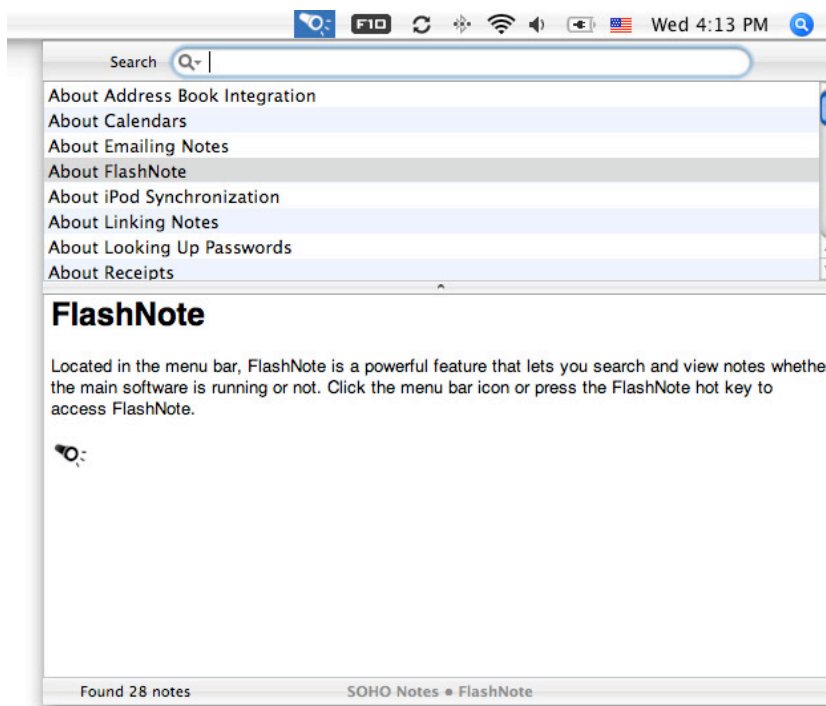 F10 Wed 4:13 PM
Search
About Address Book Integration
About Calendars
About Emailing Notes
About FlashNote
About iPod Synchronization
About Linking Notes
About Looking Up Passwords
About Receipts
FlashNote
Located in the menu bar, FlashNote is a powerful feature that lets you search and view notes whethe
the main software is running or not. Click the menu bar icon or press the FlashNote hot key to
access FlashNote.
Found 28 notes SOHO Notes ● FlashNote